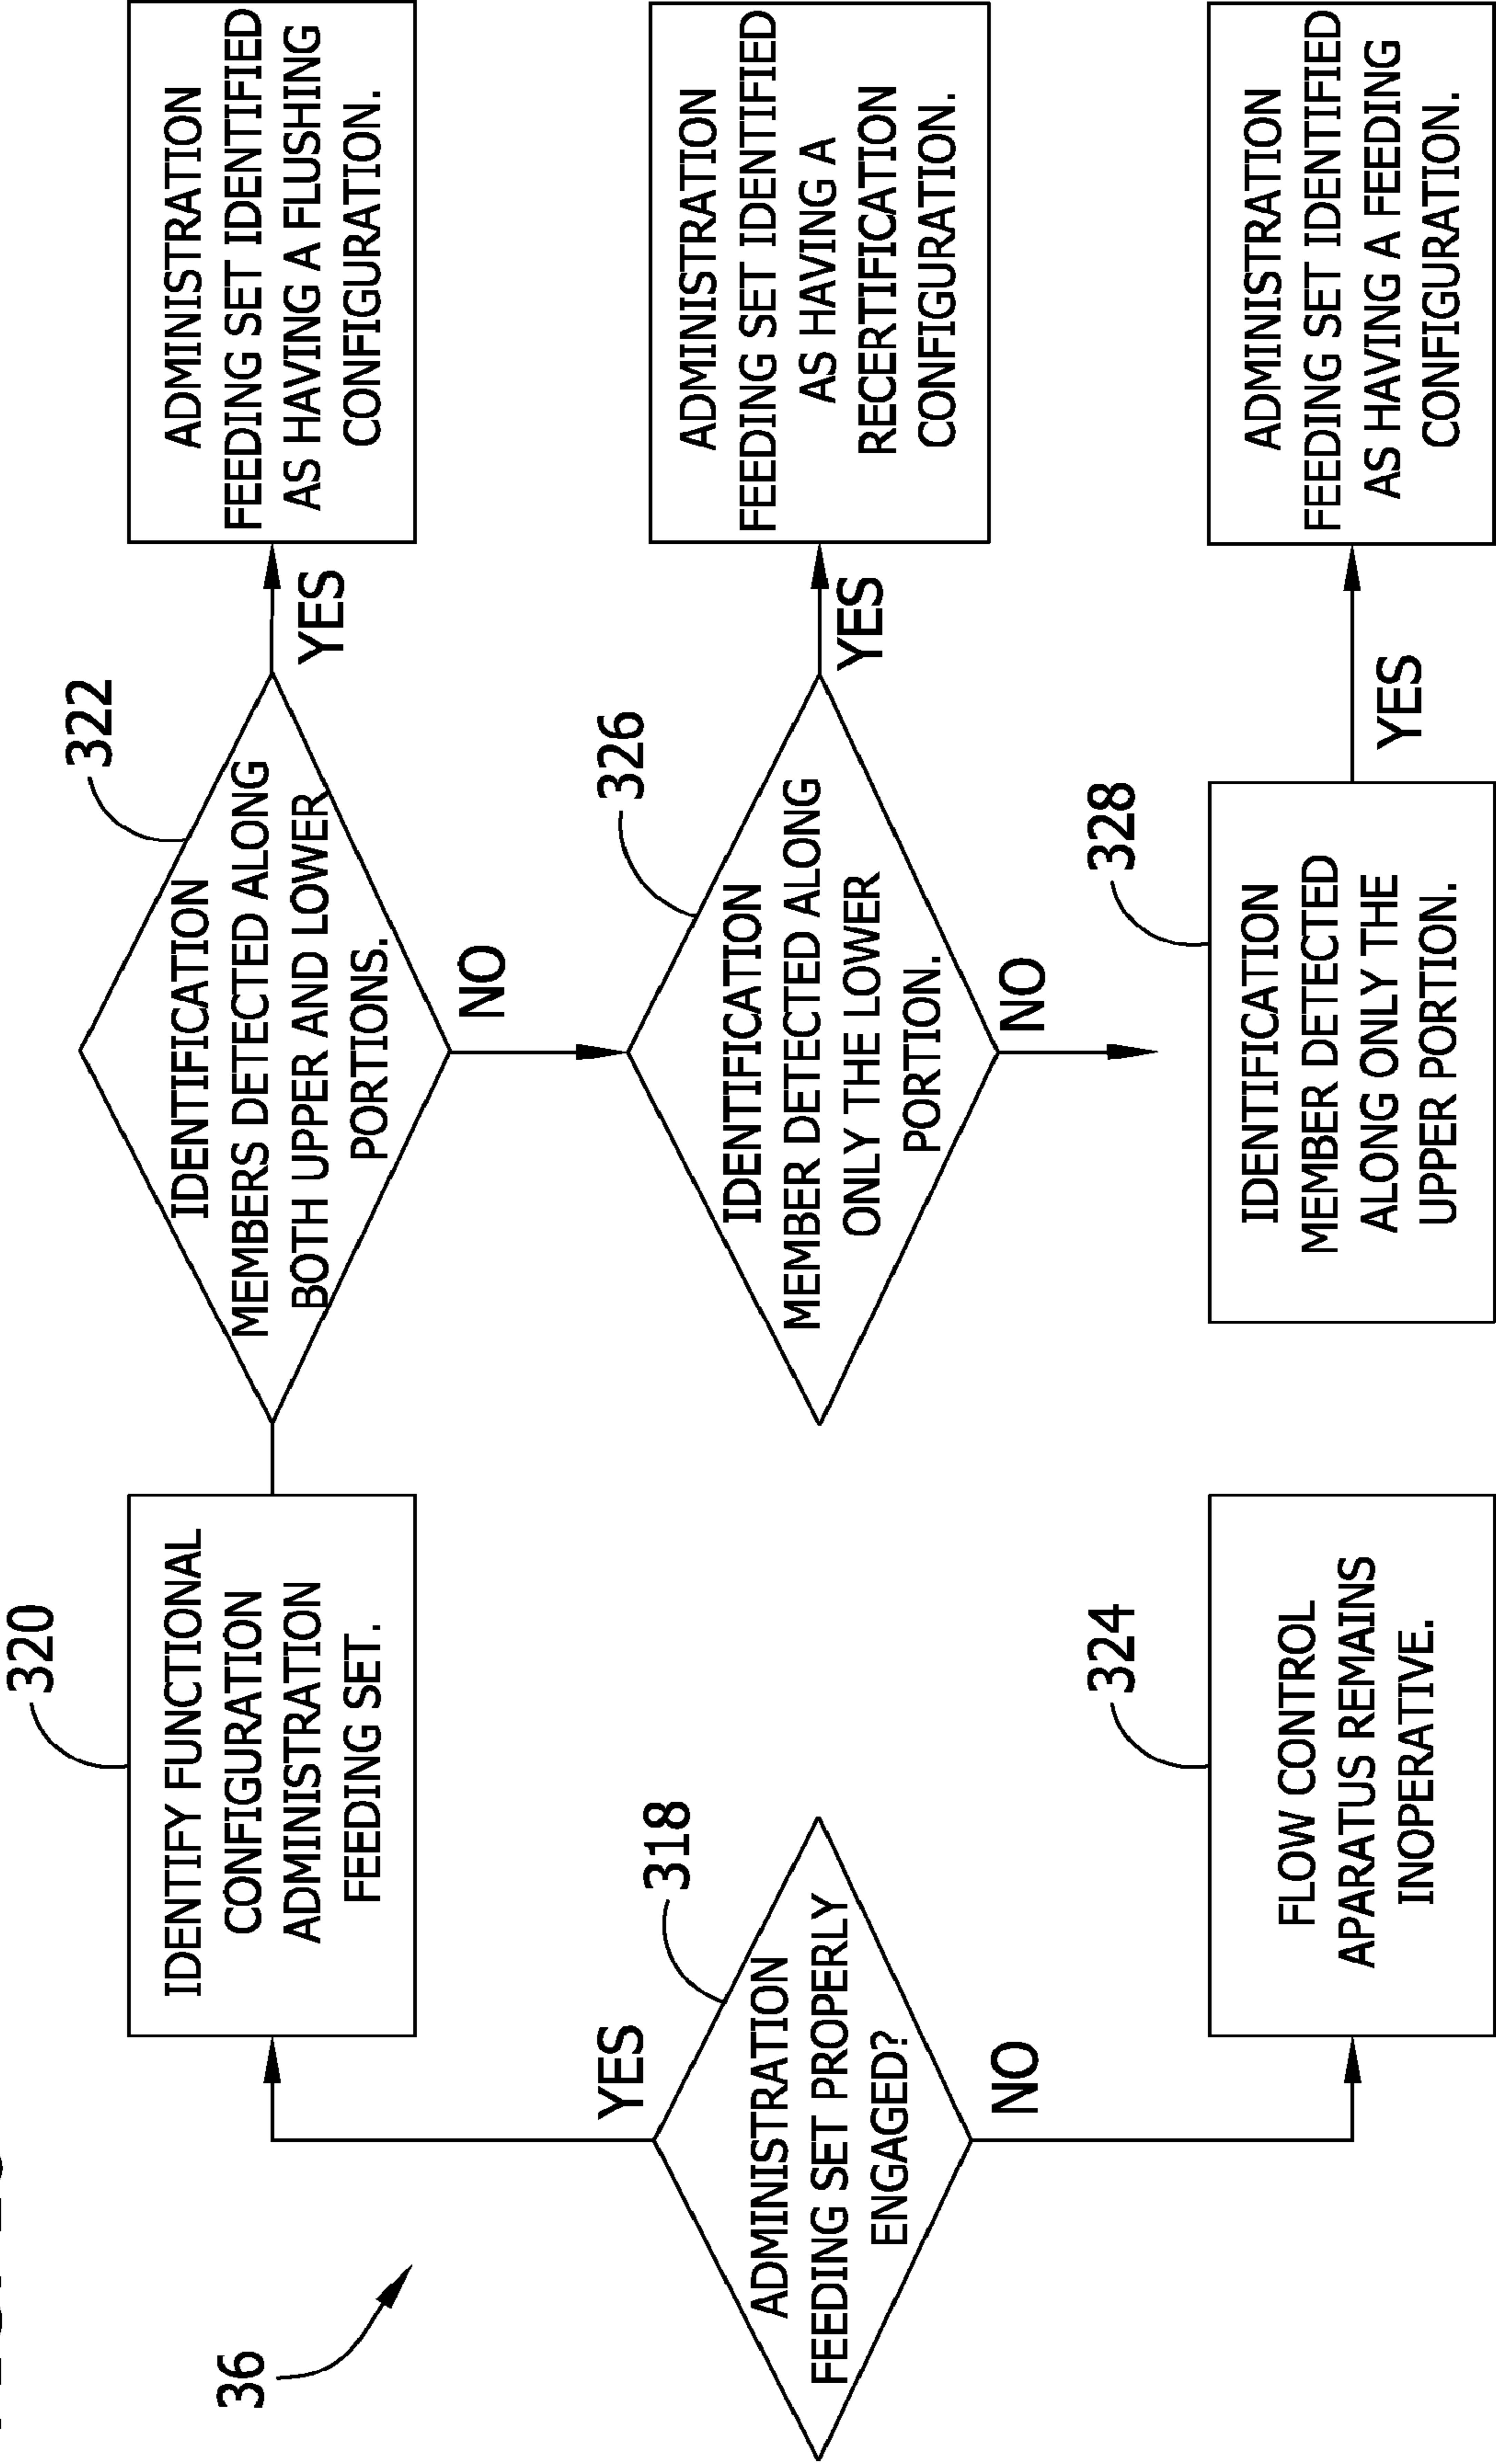 36
318
ADMINISTRATION
FEEDING SET PROPERLY
ENGAGED?
YES
NO
320
IDENTIFY FUNCTIONAL
CONFIGURATION
ADMINISTRATION
FEEDING SET.
324
FLOW CONTROL
APARATUS REMAINS
INOPERATIVE.
322
IDENTIFICATION
MEMBERS DETECTED ALONG
BOTH UPPER AND LOWER
PORTIONS.
YES
NO
ADMINISTRATION
FEEDING SET IDENTIFIED
AS HAVING A FLUSHING
CONFIGURATION.
326
IDENTIFICATION
MEMBER DETECTED ALONG
ONLY THE LOWER
PORTION.
YES
NO
ADMINISTRATION
FEEDING SET IDENTIFIED
AS HAVING A
RECERTIFICATION
CONFIGURATION.
328
IDENTIFICATION
MEMBER DETECTED
ALONG ONLY THE
UPPER PORTION.
YES
ADMINISTRATION
FEEDING SET IDENTIFIED
AS HAVING A FEEDING
CONFIGURATION.